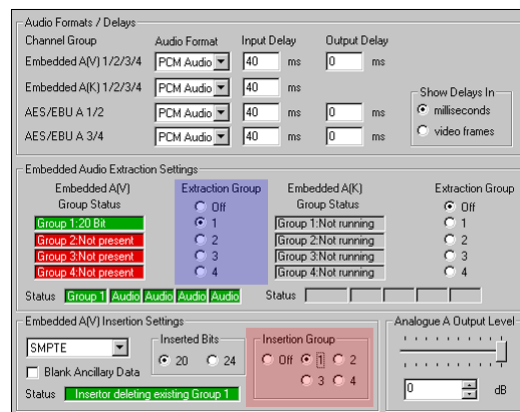 Audio Formats / Delays
Channel Group Audio Format Input Delay Output Delay
Embedded A(V) 1/2/3/4 PCM Audio 40 ms 0 ms
Embedded A(K) 1/2/3/4 PCM Audio 40 ms
AES/EBU A 1/2 PCM Audio 40 ms 0 ms
AES/EBU A 3/4 PCM Audio 40 ms 0 ms
Show Delays In
milliseconds
video frames
Embedded Audio Extraction Settings
Embedded A(V) Extraction Group Embedded A(K) Extraction Group
Group Status Off Group Status Off
Group 1:20 Bit 1 Group 1:Not running 1
Group 2:Not present 2 Group 2:Not running 2
Group 3:Not present 3 Group 3:Not running 3
Group 4:Not present 4 Group 4:Not running 4
Status Group 1 Audio Audio Audio Audio Status
Embedded A(V) Insertion Settings
SMPTE
Inserted Bits
20 24
Blank Ancillary Data
Status Insertor deleting existing Group 1
Insertion Group
Off 1 2
3 4
Analogue A Output Level
0 dB